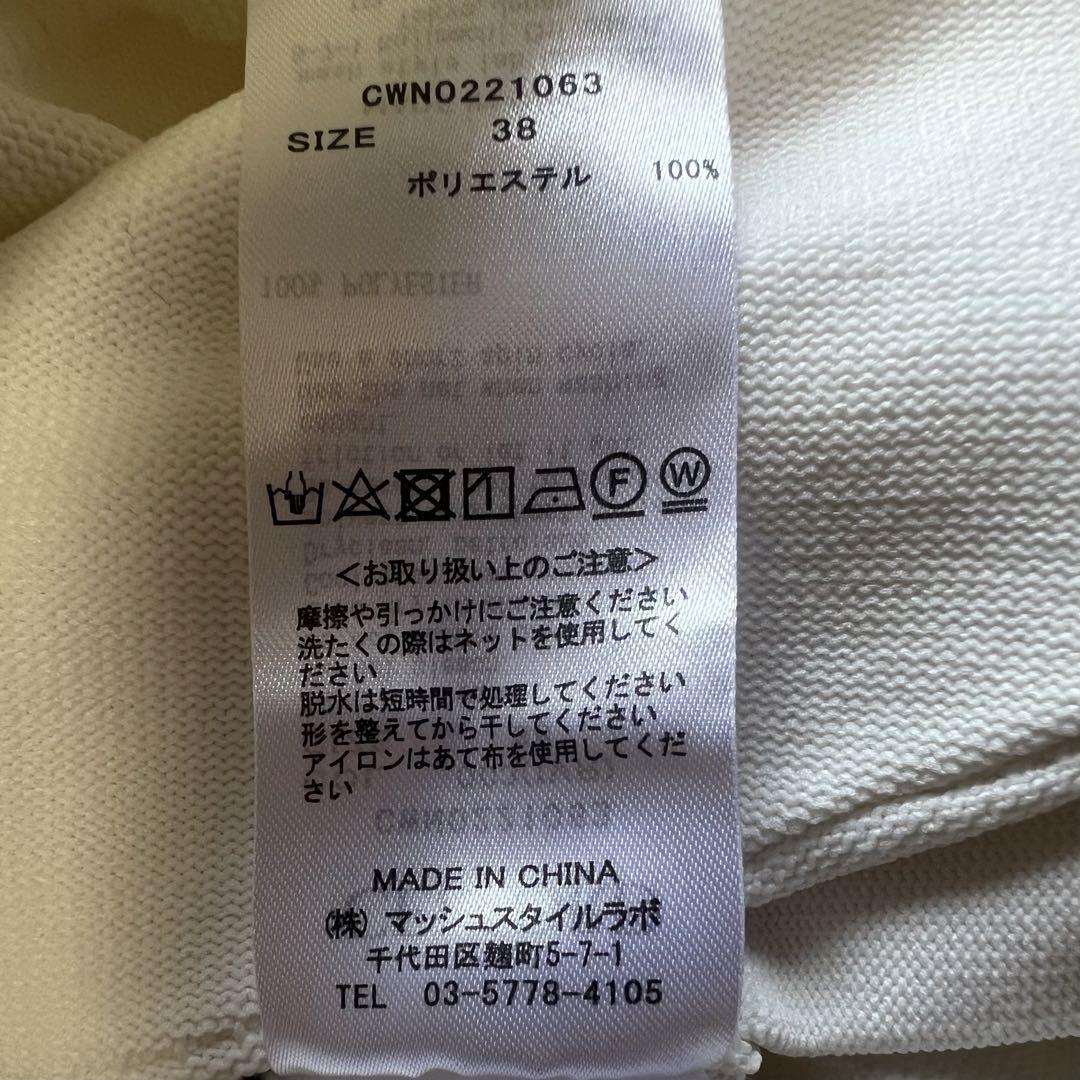 CWNO221063
SIZE 38
ポリエステル 100%
100% POLYESTER
F
W
<お取り扱い上のご注意>
摩擦や引っかけにご注意ください
洗たくの際はネットを使用してく
ださい
脱水は短時間で処理してください
形を整えてから干してください
アイロンはあて布を使用してくだ
さい
MADE IN CHINA
(株) マッシュスタイルラボ
千代田区麹町5-7-1
TEL 03-5778-4105